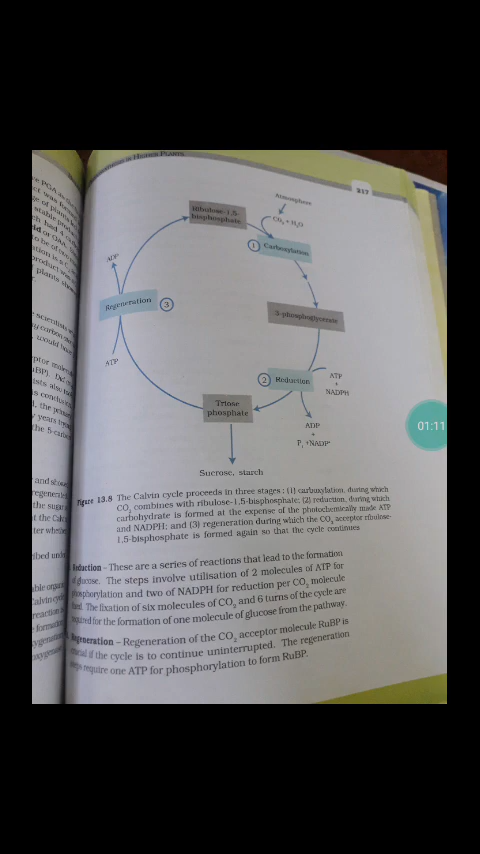 HIGHER PLANTS
217
Atmosphere
Ribulose-1,5-
bisphosphate
CO2 + H2O
1 Carboxylation
ADP
Regeneration 3
3-phosphoglycerate
ATP
2 Reduction
ATP
+
NADPH
Triose
phosphate
ADP
+
Pi +NADP+
Sucrose, starch
01:11
Figure 13.8 The Calvin cycle proceeds in three stages : (1) carboxylation, during which
CO2 combines with ribulose-1,5-bisphosphate; (2) reduction, during which
carbohydrate is formed at the expense of the photochemically made ATP
and NADPH; and (3) regeneration during which the CO2 acceptor ribulose-
1,5-bisphosphate is formed again so that the cycle continues
Reduction – These are a series of reactions that lead to the formation
of glucose. The steps involve utilisation of 2 molecules of ATP for
phosphorylation and two of NADPH for reduction per CO2 molecule
fixed. The fixation of six molecules of CO2 and 6 turns of the cycle are
required for the formation of one molecule of glucose from the pathway.
Regeneration – Regeneration of the CO2 acceptor molecule RuBP is
crucial if the cycle is to continue uninterrupted. The regeneration
steps require one ATP for phosphorylation to form RuBP.